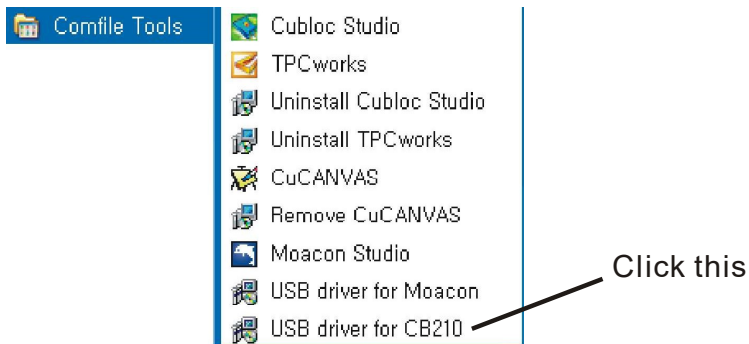 Comfile Tools
Cubloc Studio
TPCworks
Uninstall Cubloc Studio
Uninstall TPCworks
CuCANVAS
Remove CuCANVAS
Moacon Studio
USB driver for Moacon
USB driver for CB210
Click this